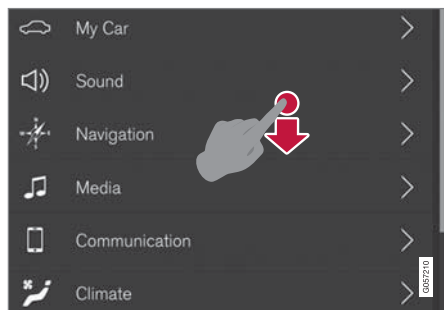 My Car
Sound
Navigation
Media
Communication
Climate
G057210